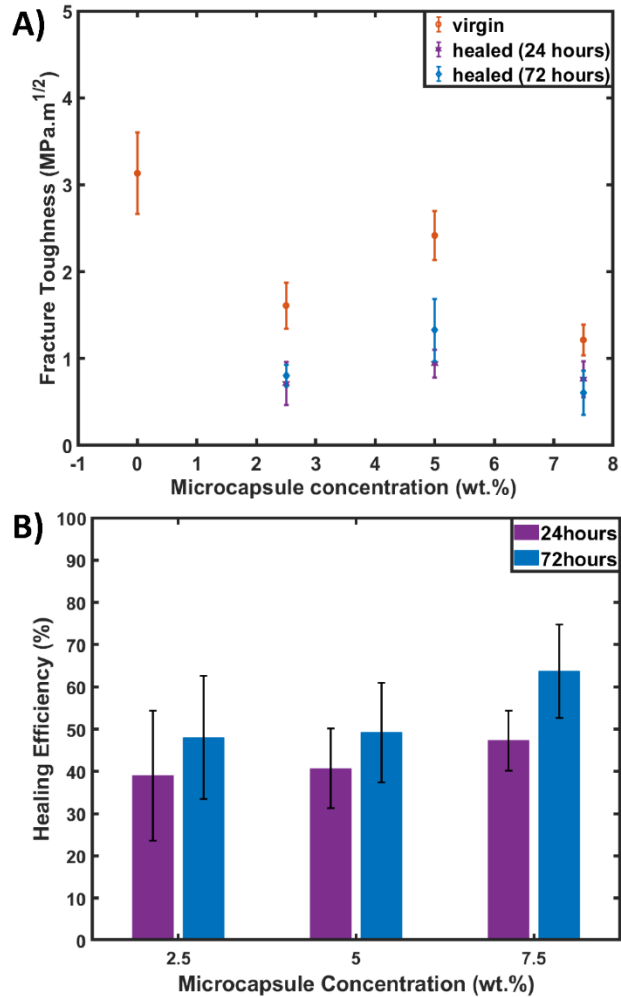 A)
Fracture Toughness (MPa.m1/2)
5
4
3
2
1
0
virgin
healed (24 hours)
healed (72 hours)
-1 0 1 2 3 4 5 6 7 8
Microcapsule concentration (wt.%)
B)
Healing Efficiency (%)
100
90
80
70
60
50
40
30
20
10
0
24hours
72hours
2.5 5 7.5
Microcapsule Concentration (wt.%)